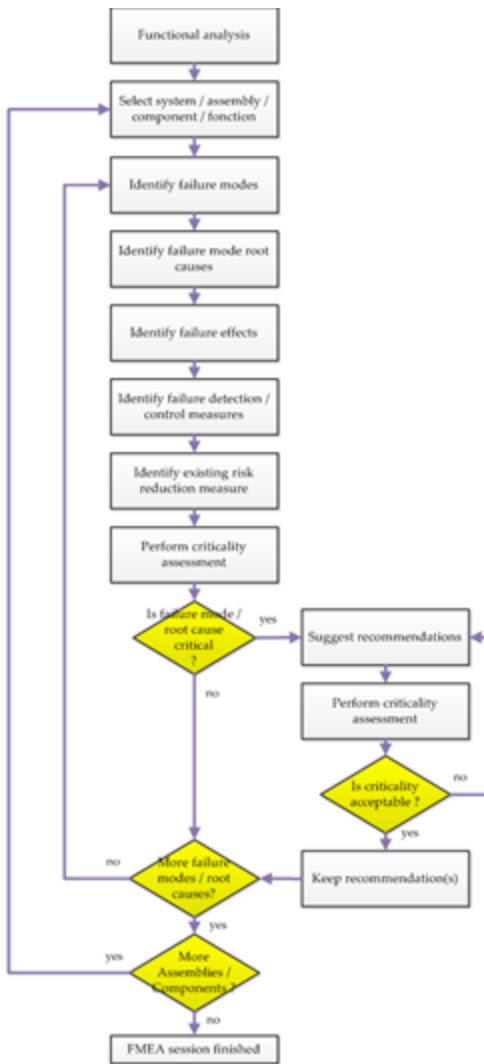 Functional analysis
Select system / assembly /
component / fonction
Identify failure modes
Identify failure mode root
causes
Identify failure effects
Identify failure detection /
control measures
Identify existing risk
reduction measure
Perform criticality
assessment
Is failure mode /
root cause
critical
?
yes
Suggest recommendations
no
Perform criticality
assessment
Is criticality
acceptable ?
no
yes
Keep recommendation(s)
More failure
modes / root
causes?
no
yes
More
Assemblies /
Components ?
yes
no
FMEA session finished